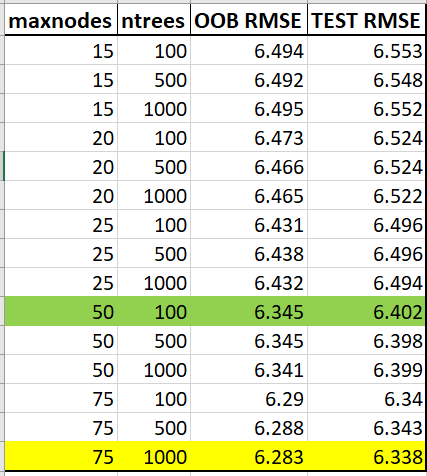 maxnodes ntrees OOB RMSE TEST RMSE
15 100 6.494 6.553
15 500 6.492 6.548
15 1000 6.495 6.552
20 100 6.473 6.524
20 500 6.466 6.524
20 1000 6.465 6.522
25 100 6.431 6.496
25 500 6.438 6.496
25 1000 6.432 6.494
50 100 6.345 6.402
50 500 6.345 6.398
50 1000 6.341 6.399
75 100 6.29 6.34
75 500 6.288 6.343
75 1000 6.283 6.338